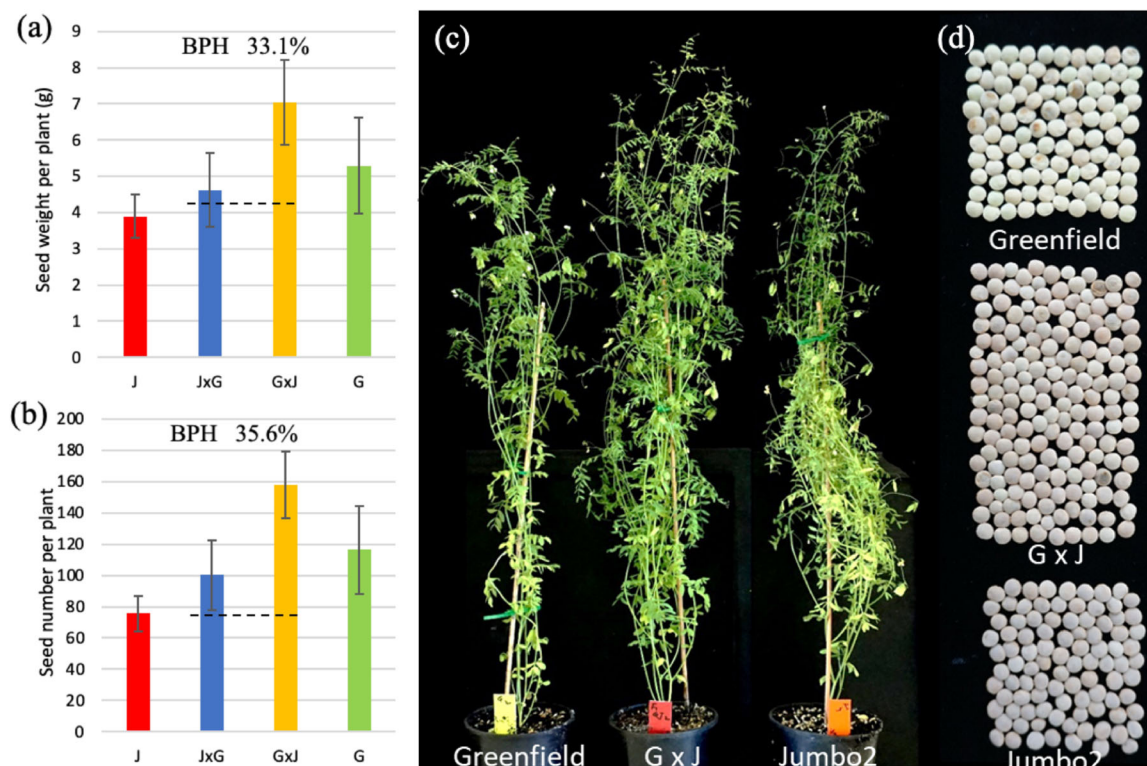 (a)
BPH 33.1%
Seed weight per plant (g)
9
8
7
6
5
4
3
2
1
0
J
JxG
GxJ
G
(b)
BPH 35.6%
Seed number per plant
200
180
160
140
120
100
80
60
40
20
0
J
JxG
GxJ
G
(c)
Greenfield
G x J
Jumbo2
(d)
Greenfield
G x J
Jumbo2